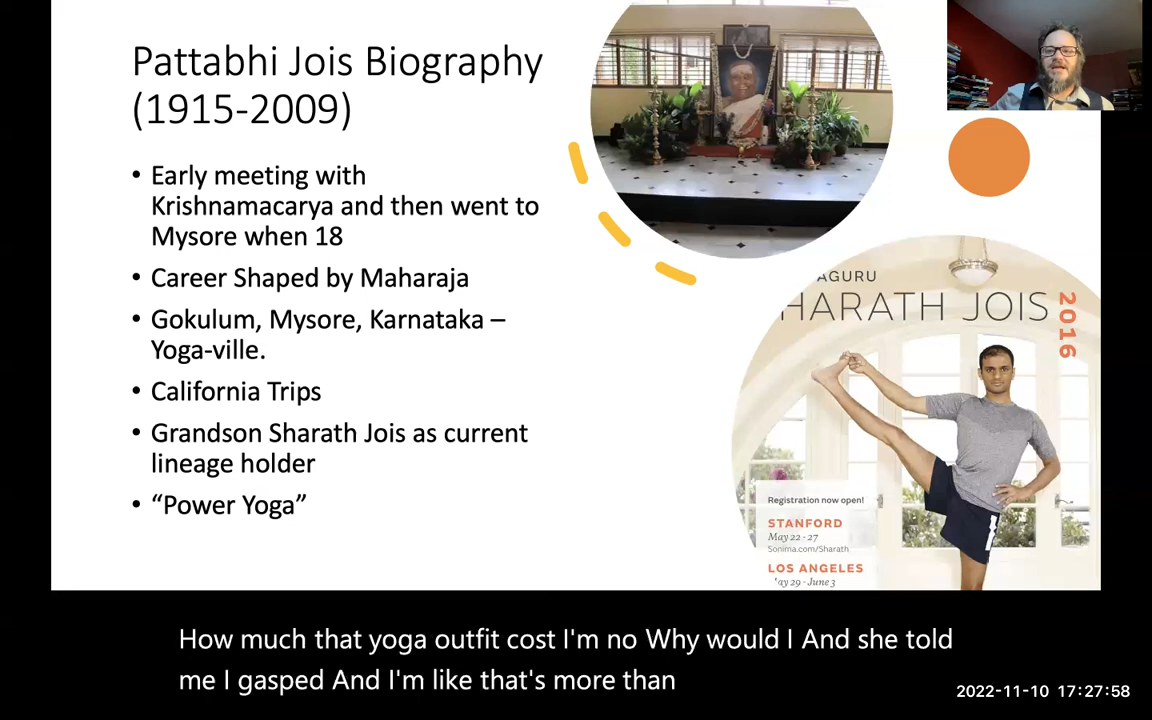 Pattabhi Jois Biography
(1915-2009)
• Early meeting with
Krishnamacarya and then went to
Mysore when 18
• Career Shaped by Maharaja
• Gokulum, Mysore, Karnataka –
Yoga-ville.
• California Trips
• Grandson Sharath Jois as current
lineage holder
• “Power Yoga”
AGURU
HARATH JOIS
2016
Registration now open!
STANFORD
May 22 - 27
Sonima.com/Sharath
LOS ANGELES
ay 29 - June 3
How much that yoga outfit cost I'm no Why would I And she told
me I gasped And I'm like that's more than
2022-11-10 17:27:58